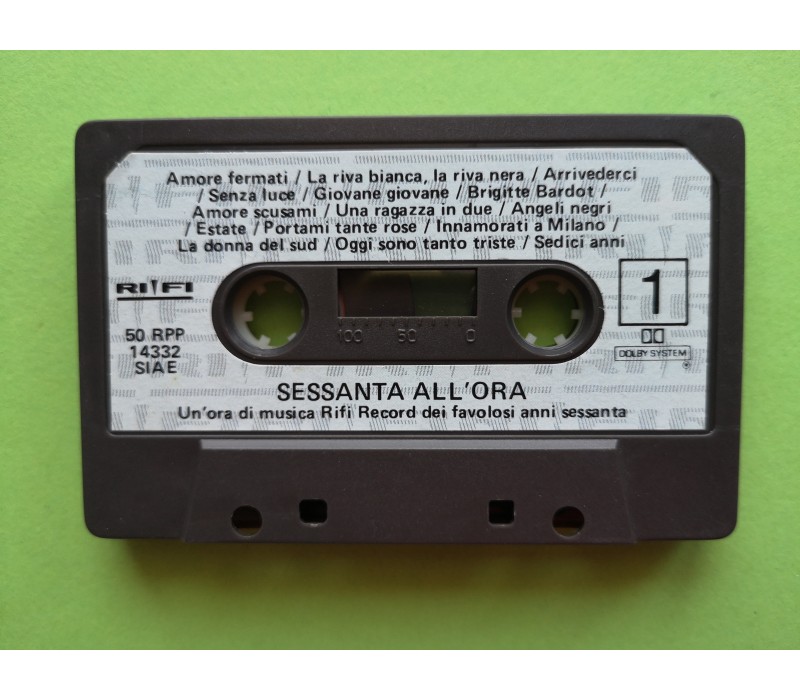 Amore fermati / La riva bianca, la riva nera / Arrivederci
/ Senza luce / Giovane giovane / Brigitte Bardot /
Amore scusami / Una ragazza in due / Angeli negri
/ Estate / Portami tante rose / Innamorati a Milano /
La donna del sud / Oggi sono tanto triste / Sedici anni
RI FI
1
50 RPP
14332
SIAE
100 50 0
DOLBY SYSTEM
®
SESSANTA ALL'ORA
Un'ora di musica Rifi Record dei favolosi anni sessanta